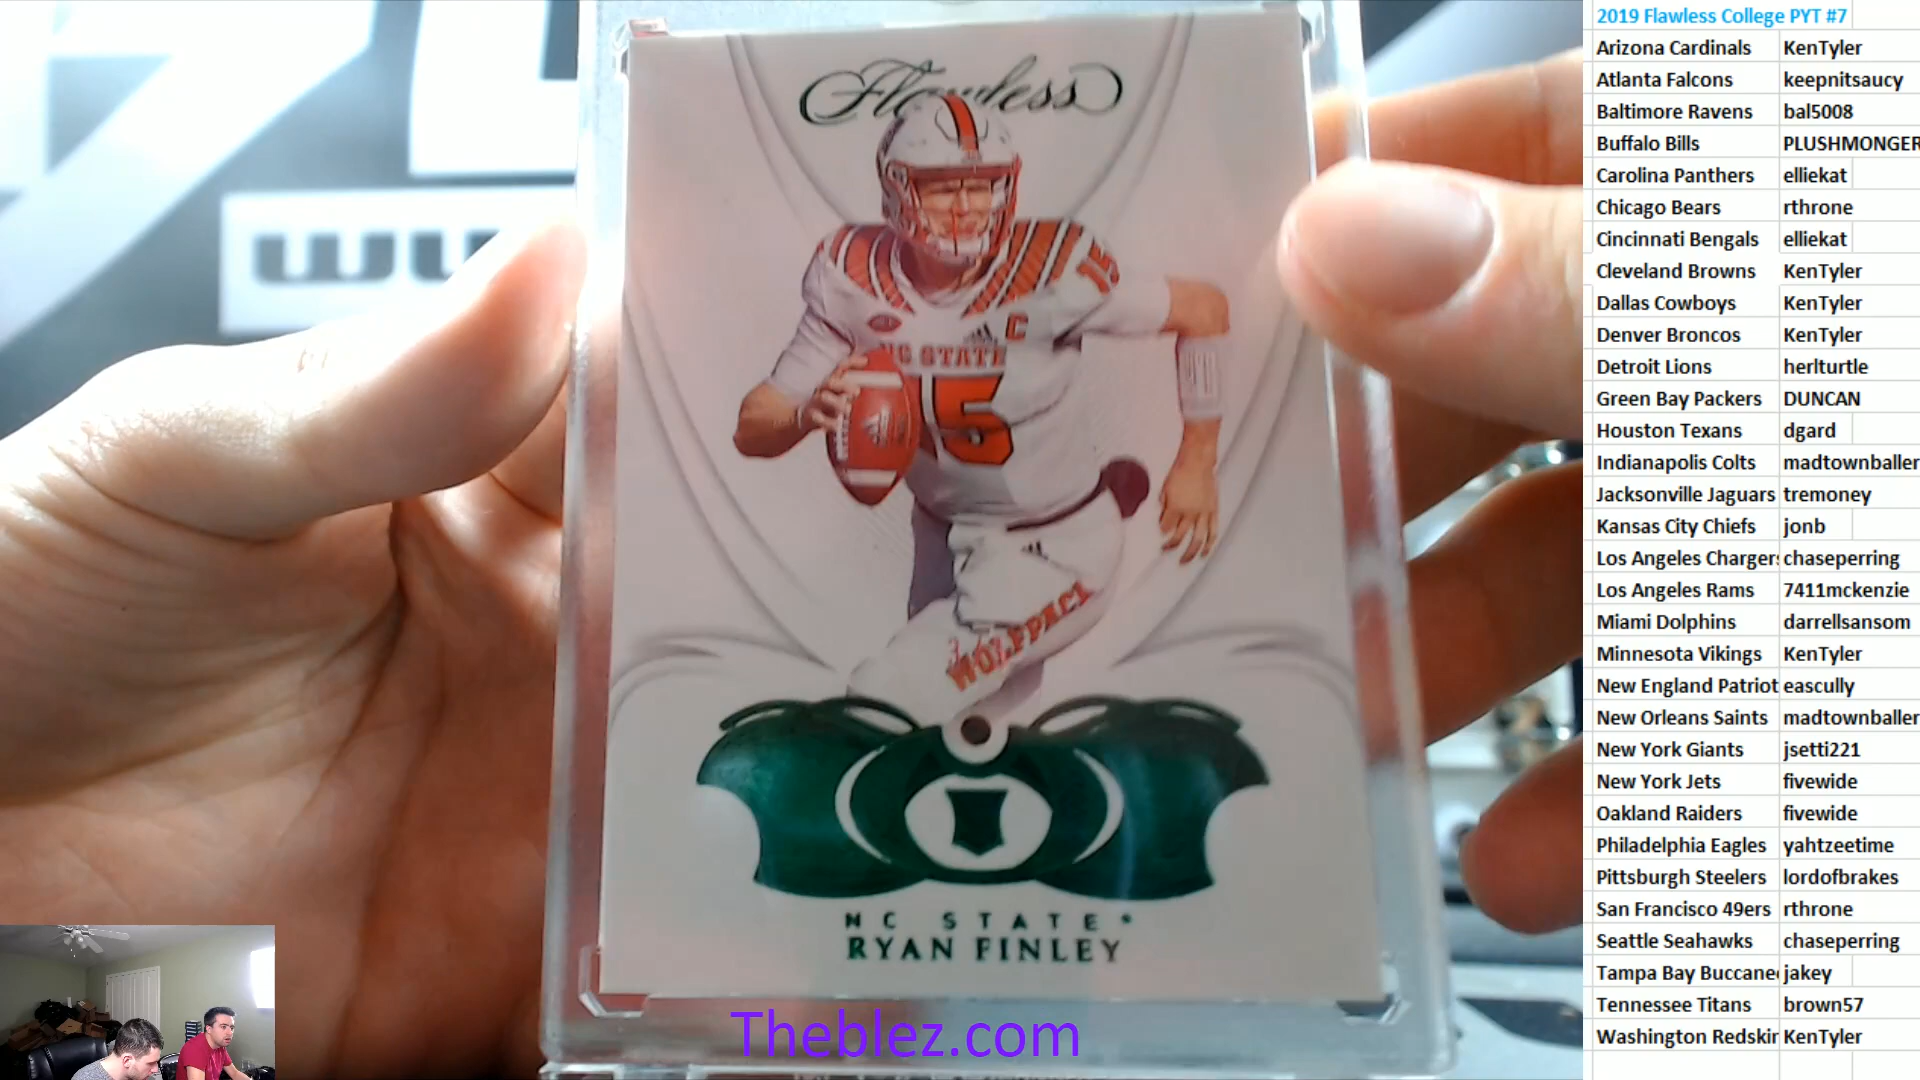 Flawless
15
C
NC STATE
15
WOLFPACK
NC STATE
RYAN FINLEY
Theblez.com
2019 Flawless College PYT #7
Arizona Cardinals KenTyler
Atlanta Falcons keepnitsaucy
Baltimore Ravens bal5008
Buffalo Bills PLUSHMONGER
Carolina Panthers elliekat
Chicago Bears rthrone
Cincinnati Bengals elliekat
Cleveland Browns KenTyler
Dallas Cowboys KenTyler
Denver Broncos KenTyler
Detroit Lions herlturtle
Green Bay Packers DUNCAN
Houston Texans dgard
Indianapolis Colts madtownballer
Jacksonville Jaguars tremoney
Kansas City Chiefs jonb
Los Angeles Chargers chaseperring
Los Angeles Rams 7411mckenzie
Miami Dolphins darrellsansom
Minnesota Vikings KenTyler
New England Patriot eascully
New Orleans Saints madtownballer
New York Giants jsetti221
New York Jets fivewide
Oakland Raiders fivewide
Philadelphia Eagles yahtzeetime
Pittsburgh Steelers lordofbrakes
San Francisco 49ers rthrone
Seattle Seahawks chaseperring
Tampa Bay Buccane jakey
Tennessee Titans brown57
Washington Redskin KenTyler